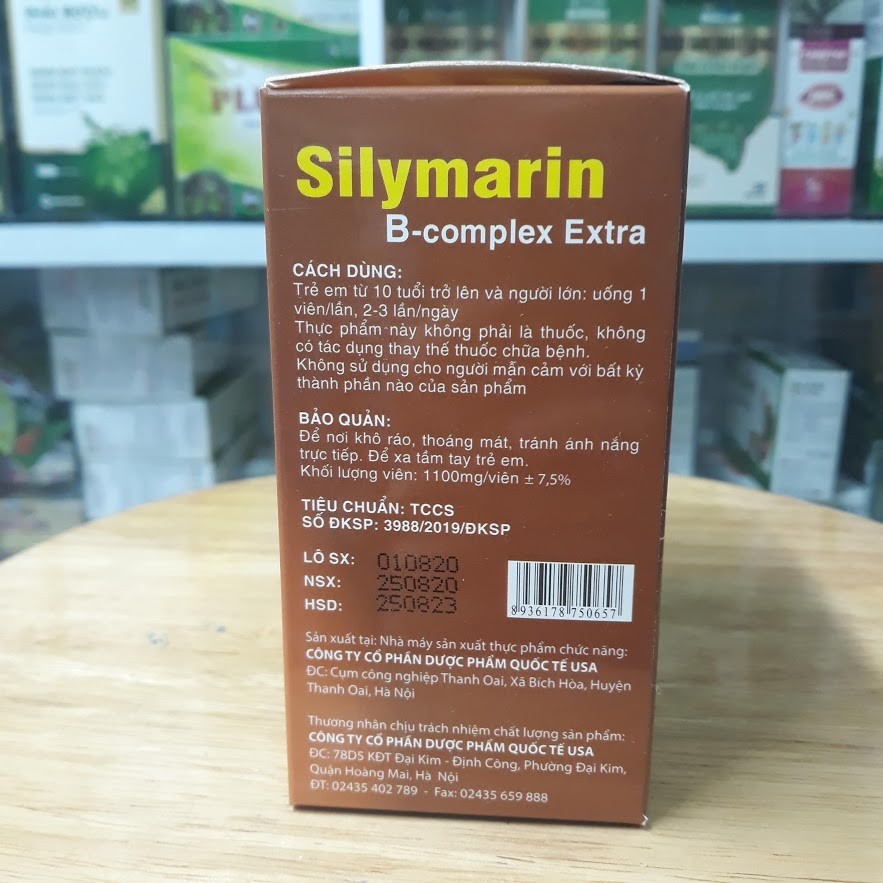 Silymarin
B-complex Extra
CÁCH DÙNG:
Trẻ em từ 10 tuổi trở lên và người lớn: uống 1
viên/lần, 2-3 lần/ngày
Thực phẩm này không phải là thuốc, không
có tác dụng thay thế thuốc chữa bệnh.
Không sử dụng cho người mẫn cảm với bất kỳ
thành phần nào của sản phẩm
BẢO QUẢN:
Để nơi khô ráo, thoáng mát, tránh ánh nắng
trực tiếp. Để xa tầm tay trẻ em.
Khối lượng viên: 1100mg/viên ± 7,5%
TIÊU CHUẨN: TCCS
SỐ ĐKSP: 3988/2019/ĐKSP
LÔ SX: 010820
NSX: 250820
HSD: 250823
8 936178 750657
Sản xuất tại: Nhà máy sản xuất thực phẩm chức năng:
CÔNG TY CỔ PHẦN DƯỢC PHẨM QUỐC TẾ USA
ĐC: Cụm công nghiệp Thanh Oai, Xã Bích Hòa, Huyện
Thanh Oai, Hà Nội
Thương nhân chịu trách nhiệm chất lượng sản phẩm:
CÔNG TY CỔ PHẦN DƯỢC PHẨM QUỐC TẾ USA
ĐC: 78D5 KĐT Đại Kim - Định Công, Phường Đại Kim,
Quận Hoàng Mai, Hà Nội
ĐT: 02435 402 789 - Fax: 02435 659 888